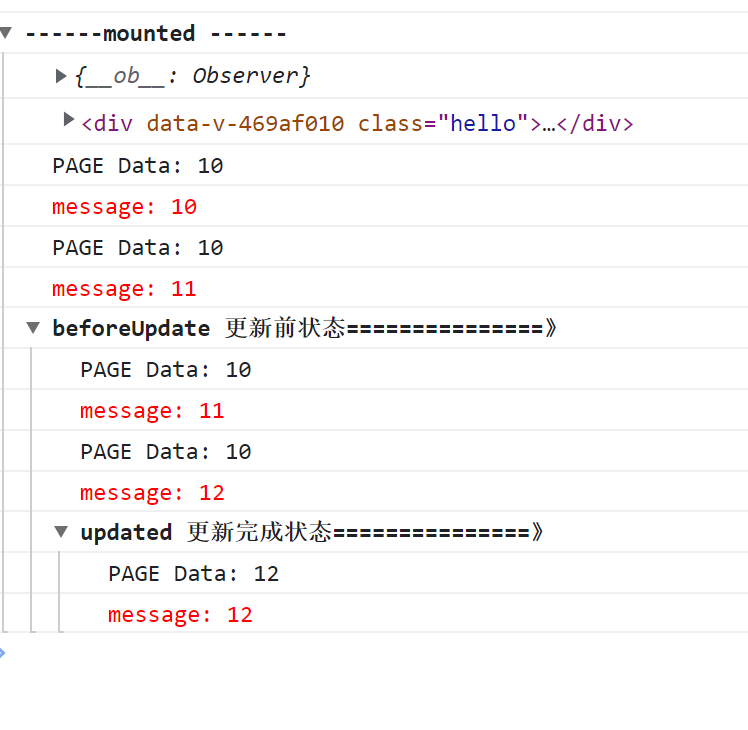 ------mounted ------
{__ob__: Observer}
<div data-v-469af010 class="hello">…</div>
PAGE Data: 10
message: 10
PAGE Data: 10
message: 11
beforeUpdate 更新前状态===============》
PAGE Data: 10
message: 11
PAGE Data: 10
message: 12
updated 更新完成状态===============》
PAGE Data: 12
message: 12